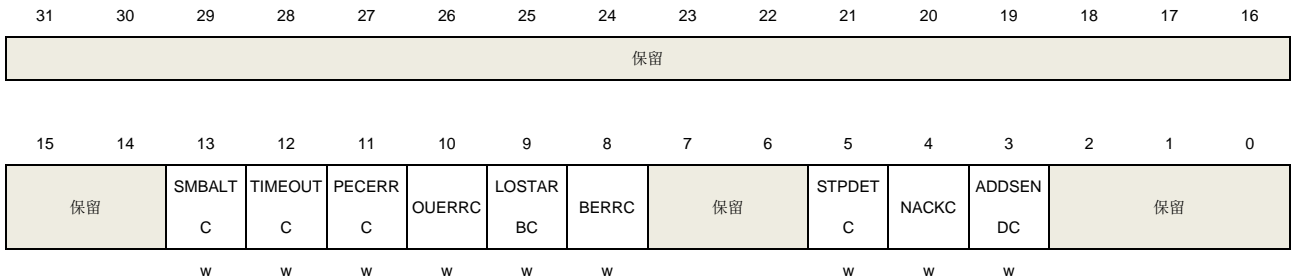 31 30 29 28 27 26 25 24 23 22 21 20 19 18 17 16
保留
15 14 13 12 11 10 9 8 7 6 5 4 3 2 1 0
保留 SMBALT C TIMEOUT C PECERR C OUERRC LOSTAR BC BERRC 保留 STPDET C NACKC ADDSEN DC 保留
w w w w w w w w w